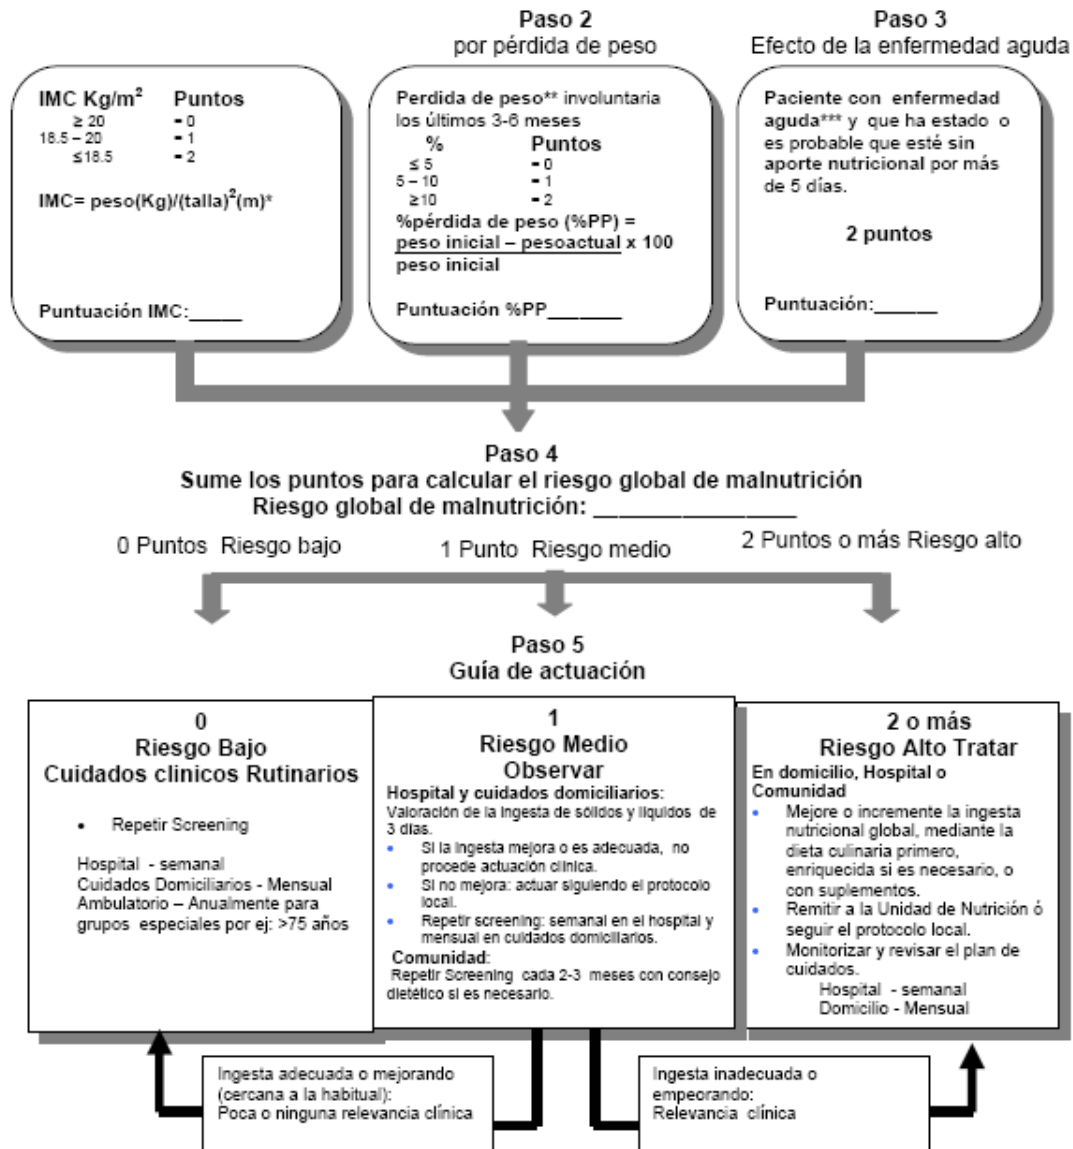 Paso 2
por pérdida de peso
Paso 3
Efecto de la enfermedad aguda
IMC Kg/m² Puntos
≥ 20 = 0
18.5 – 20 = 1
≤18.5 = 2
IMC= peso(Kg)/(talla)²(m)*
Puntuación IMC:_____
Perdida de peso** involuntaria
los últimos 3-6 meses
% Puntos
≤ 5 = 0
5 – 10 = 1
≥10 = 2
%pérdida de peso (%PP) =
peso inicial – pesoactual x 100
peso inicial
Puntuación %PP_______
Paciente con enfermedad
aguda*** y que ha estado o
es probable que esté sin
aporte nutricional por más
de 5 días.
2 puntos
Puntuación:______
Paso 4
Sume los puntos para calcular el riesgo global de malnutrición
Riesgo global de malnutrición: ________________
0 Puntos Riesgo bajo
1 Punto Riesgo medio
2 Puntos o más Riesgo alto
Paso 5
Guía de actuación
0
Riesgo Bajo
Cuidados clinicos Rutinarios
• Repetir Screening
Hospital - semanal
Cuidados Domiciliarios - Mensual
Ambulatorio – Anualmente para
grupos especiales por ej: >75 años
1
Riesgo Medio
Observar
Hospital y cuidados domiciliarios:
Valoración de la ingesta de sólidos y líquidos de
3 días.
• Si la ingesta mejora o es adecuada, no
procede actuación clínica.
• Si no mejora: actuar siguiendo el protocolo
local.
• Repetir screening: semanal en el hospital y
mensual en cuidados domiciliarios.
Comunidad:
Repetir Screening cada 2-3 meses con consejo
dietético si es necesario.
2 o más
Riesgo Alto Tratar
En domicilio, Hospital o
Comunidad
• Mejore o incremente la ingesta
nutricional global, mediante la
dieta culinaria primero,
enriquecida si es necesario, o
con suplementos.
• Remitir a la Unidad de Nutrición ó
seguir el protocolo local.
• Monitorizar y revisar el plan de
cuidados.
Hospital - semanal
Domicilio - Mensual
Ingesta adecuada o mejorando
(cercana a la habitual):
Poca o ninguna relevancia clínica
Ingesta inadecuada o
empeorando:
Relevancia clínica